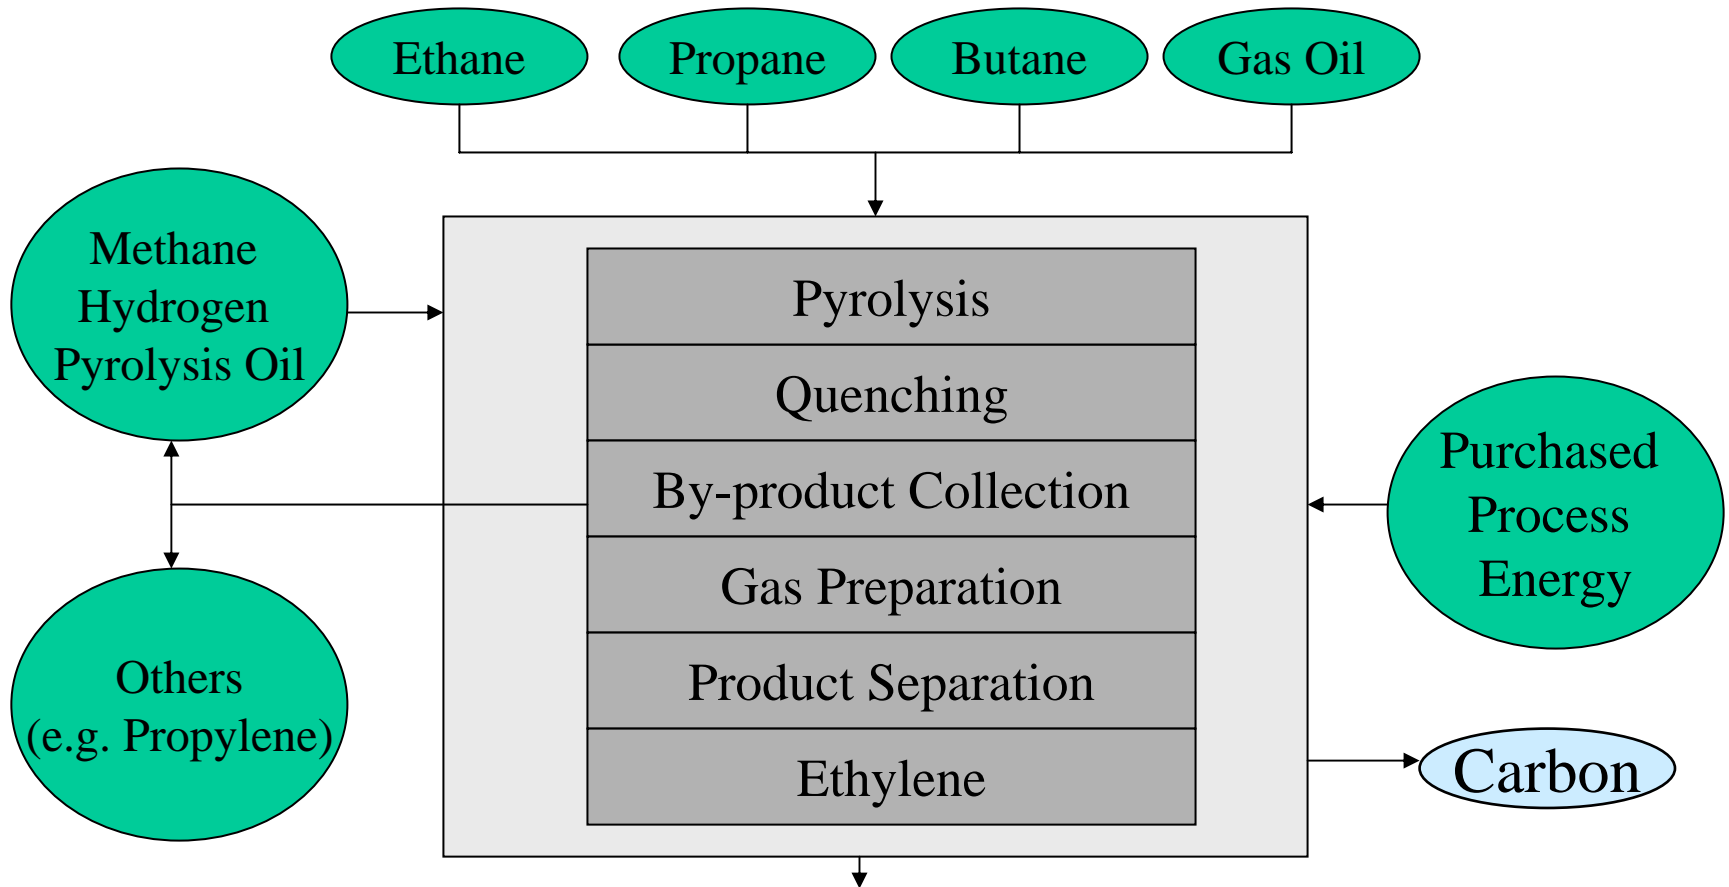 Ethane
Propane
Butane
Gas Oil
Methane
Hydrogen
Pyrolysis Oil
Pyrolysis
Quenching
By-product Collection
Gas Preparation
Product Separation
Ethylene
Purchased
Process
Energy
Others
(e.g. Propylene)
Carbon